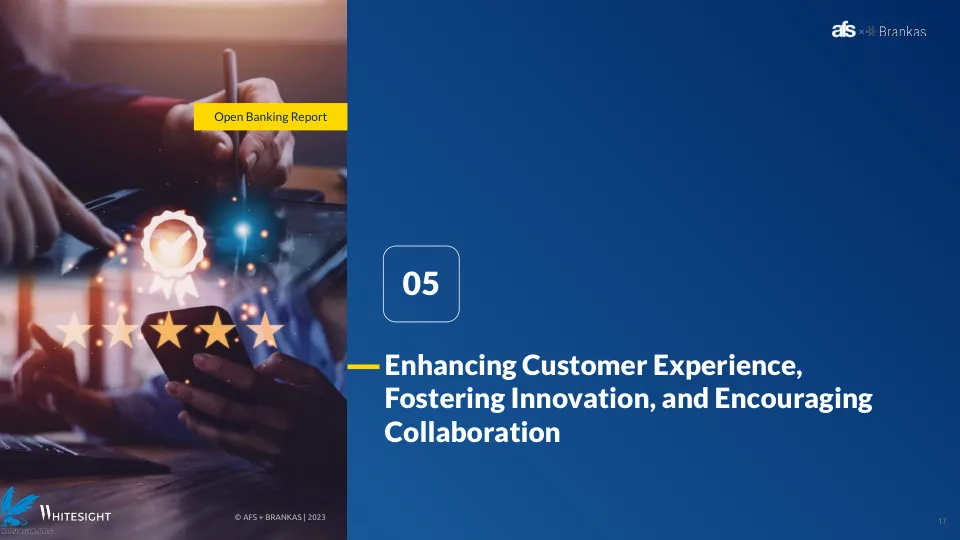 afs × Brankas
Open Banking Report
05
Enhancing Customer Experience,
Fostering Innovation, and Encouraging
Collaboration
WHITESIGHT
© AFS + BRANKAS | 2023
17